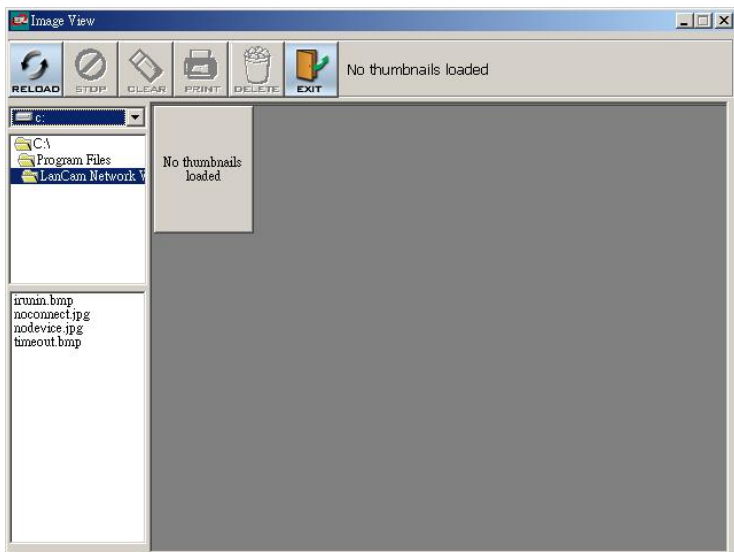 Image View
RELOAD STOP CLEAR PRINT DELETE EXIT No thumbnails loaded
c:
C:\
Program Files
LanCam Network
No thumbnails
loaded
irunin.bmp
noconnect.jpg
nodevice.jpg
timeout.bmp